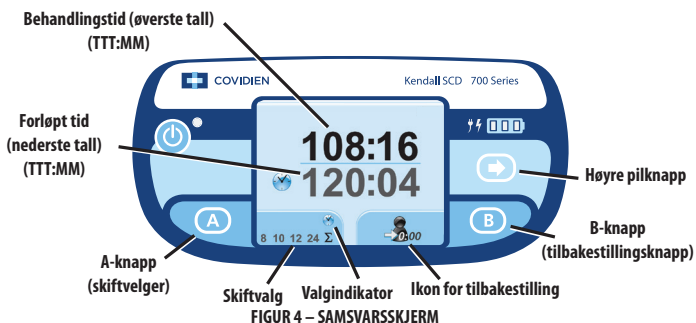 Behandlingstid (øverste tall)
(TTT:MM)
COVIDIEN
Kendall SCD 700 Series
Forløpt tid
(nederste tall)
(TTT:MM)
108:16
120:04
Høyre pilknapp
A
B
8 10 12 24 Σ
0:00
A-knapp
(skiftvelger)
B-knapp
(tilbakestillingsknapp)
Skiftvalg
Valgindikator
Ikon for tilbakestilling
FIGUR 4 – SAMSVARSSKJERM